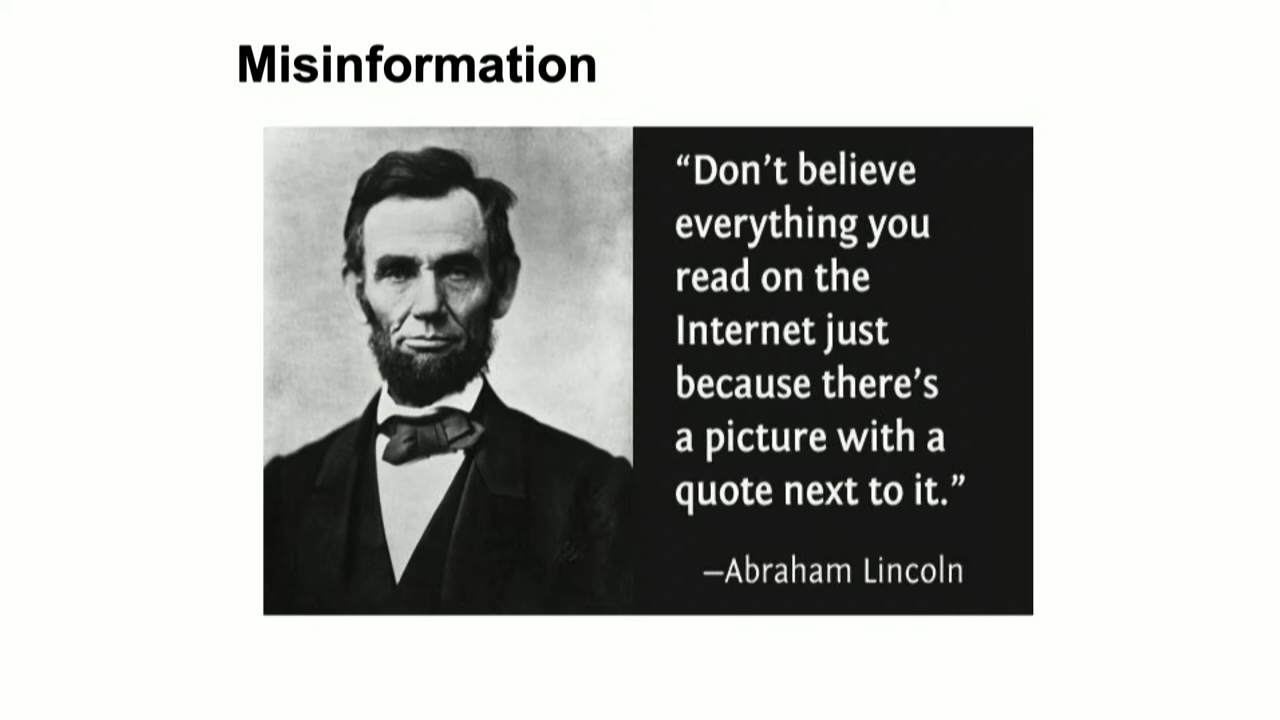 Misinformation
“Don’t believe
everything you
read on the
Internet just
because there’s
a picture with a
quote next to it.”
–Abraham Lincoln